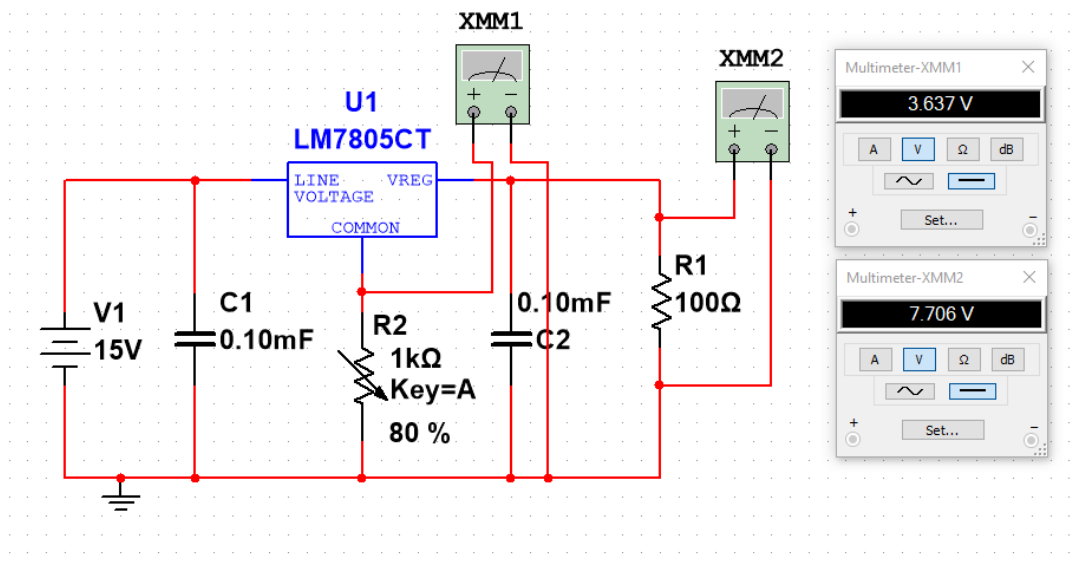 XMM1
XMM2
U1
LM7805CT
LINE VREG
VOLTAGE
COMMON
+ −
+ −
V1
15V
C1
0.10mF
R2
1kΩ
Key=A
80 %
0.10mF
C2
R1
100Ω
Multimeter-XMM1
3.637 V
A V Ω dB
+ Set... −
Multimeter-XMM2
7.706 V
A V Ω dB
+ Set... −